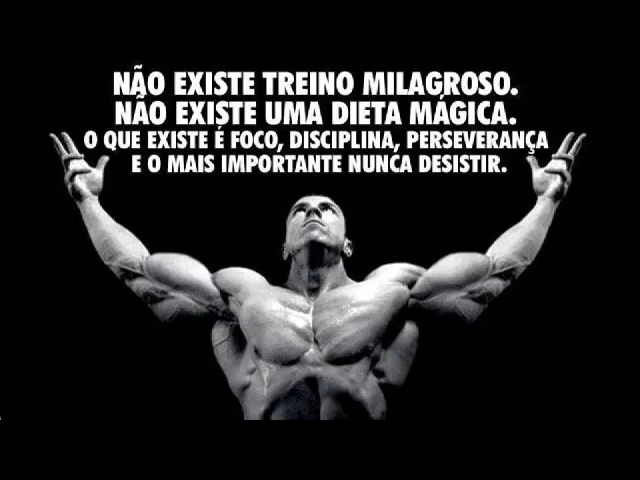 NÃO EXISTE TREINO MILAGROSO.
NÃO EXISTE UMA DIETA MÁGICA.
O QUE EXISTE É FOCO, DISCIPLINA, PERSEVERANÇA
E O MAIS IMPORTANTE NUNCA DESISTIR.